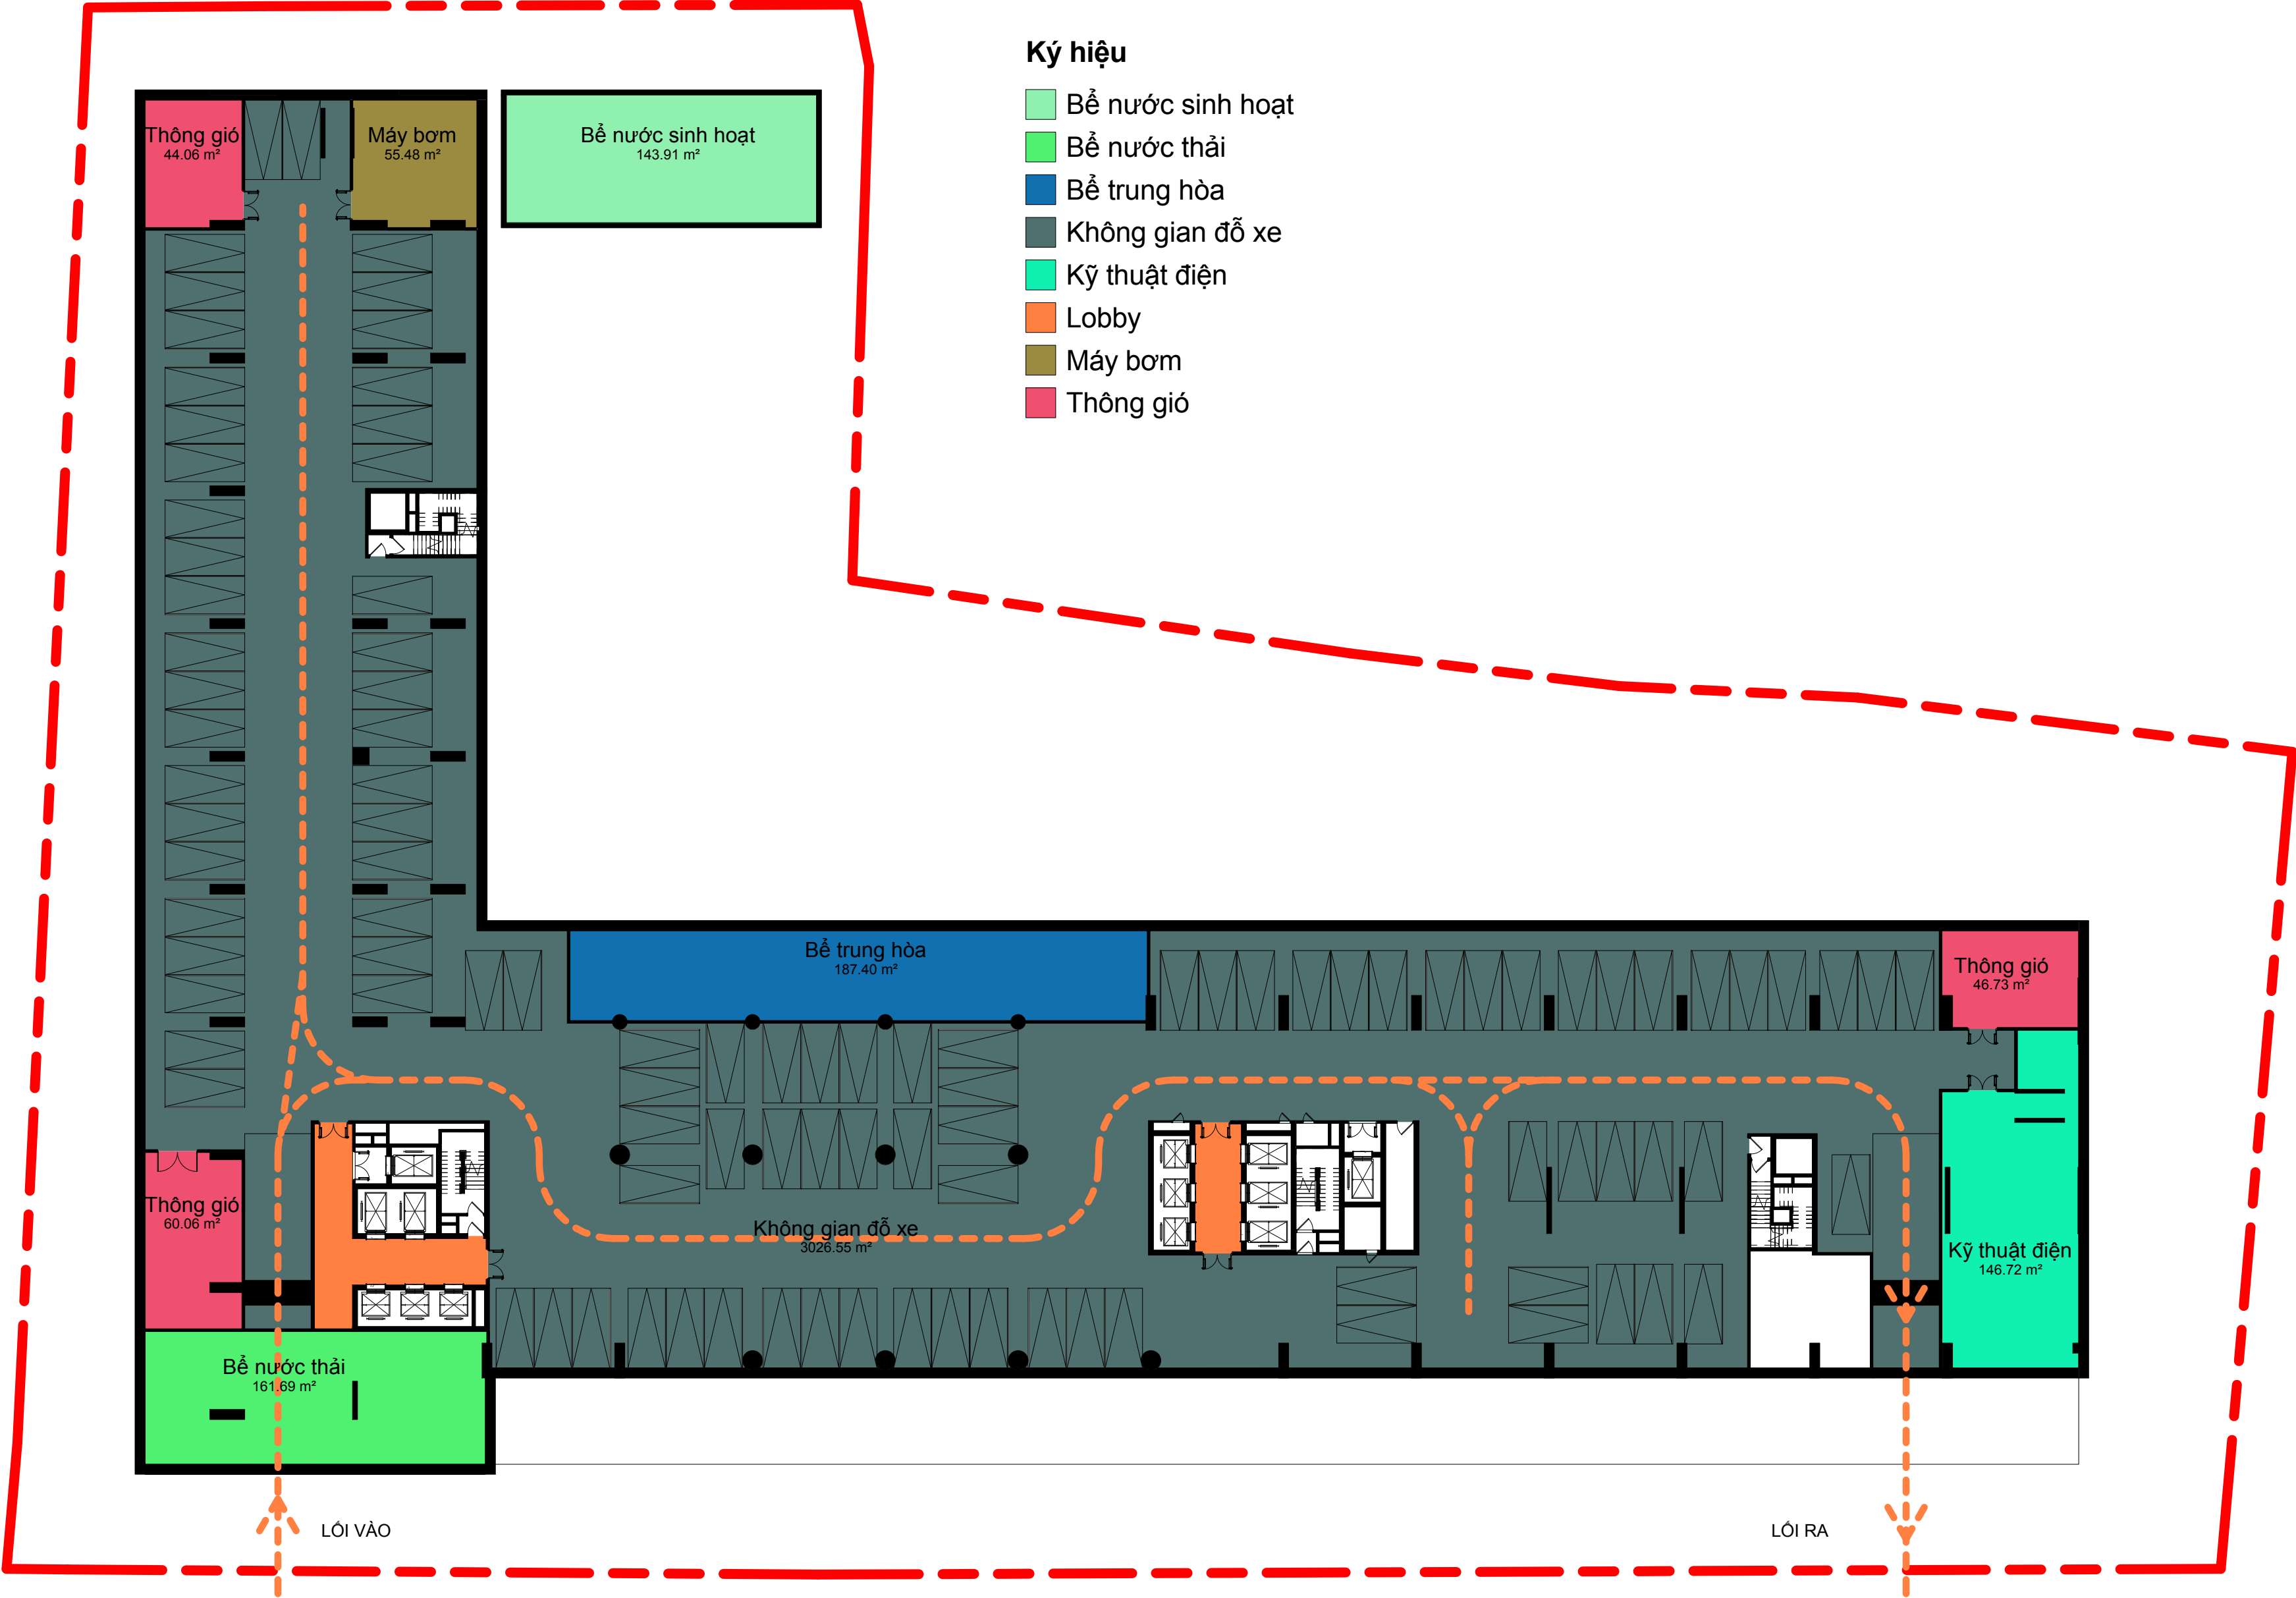 Ký hiệu
Bể nước sinh hoạt
Bể nước thải
Bể trung hòa
Không gian đỗ xe
Kỹ thuật điện
Lobby
Máy bơm
Thông gió
Thông gió
44.06 m²
Máy bơm
55.48 m²
Bể nước sinh hoạt
143.91 m²
Bể trung hòa
187.40 m²
Thông gió
46.73 m²
Thông gió
60.06 m²
Không gian đỗ xe
3026.55 m²
Kỹ thuật điện
146.72 m²
Bể nước thải
161.69 m²
LỐI VÀO
LỐI RA